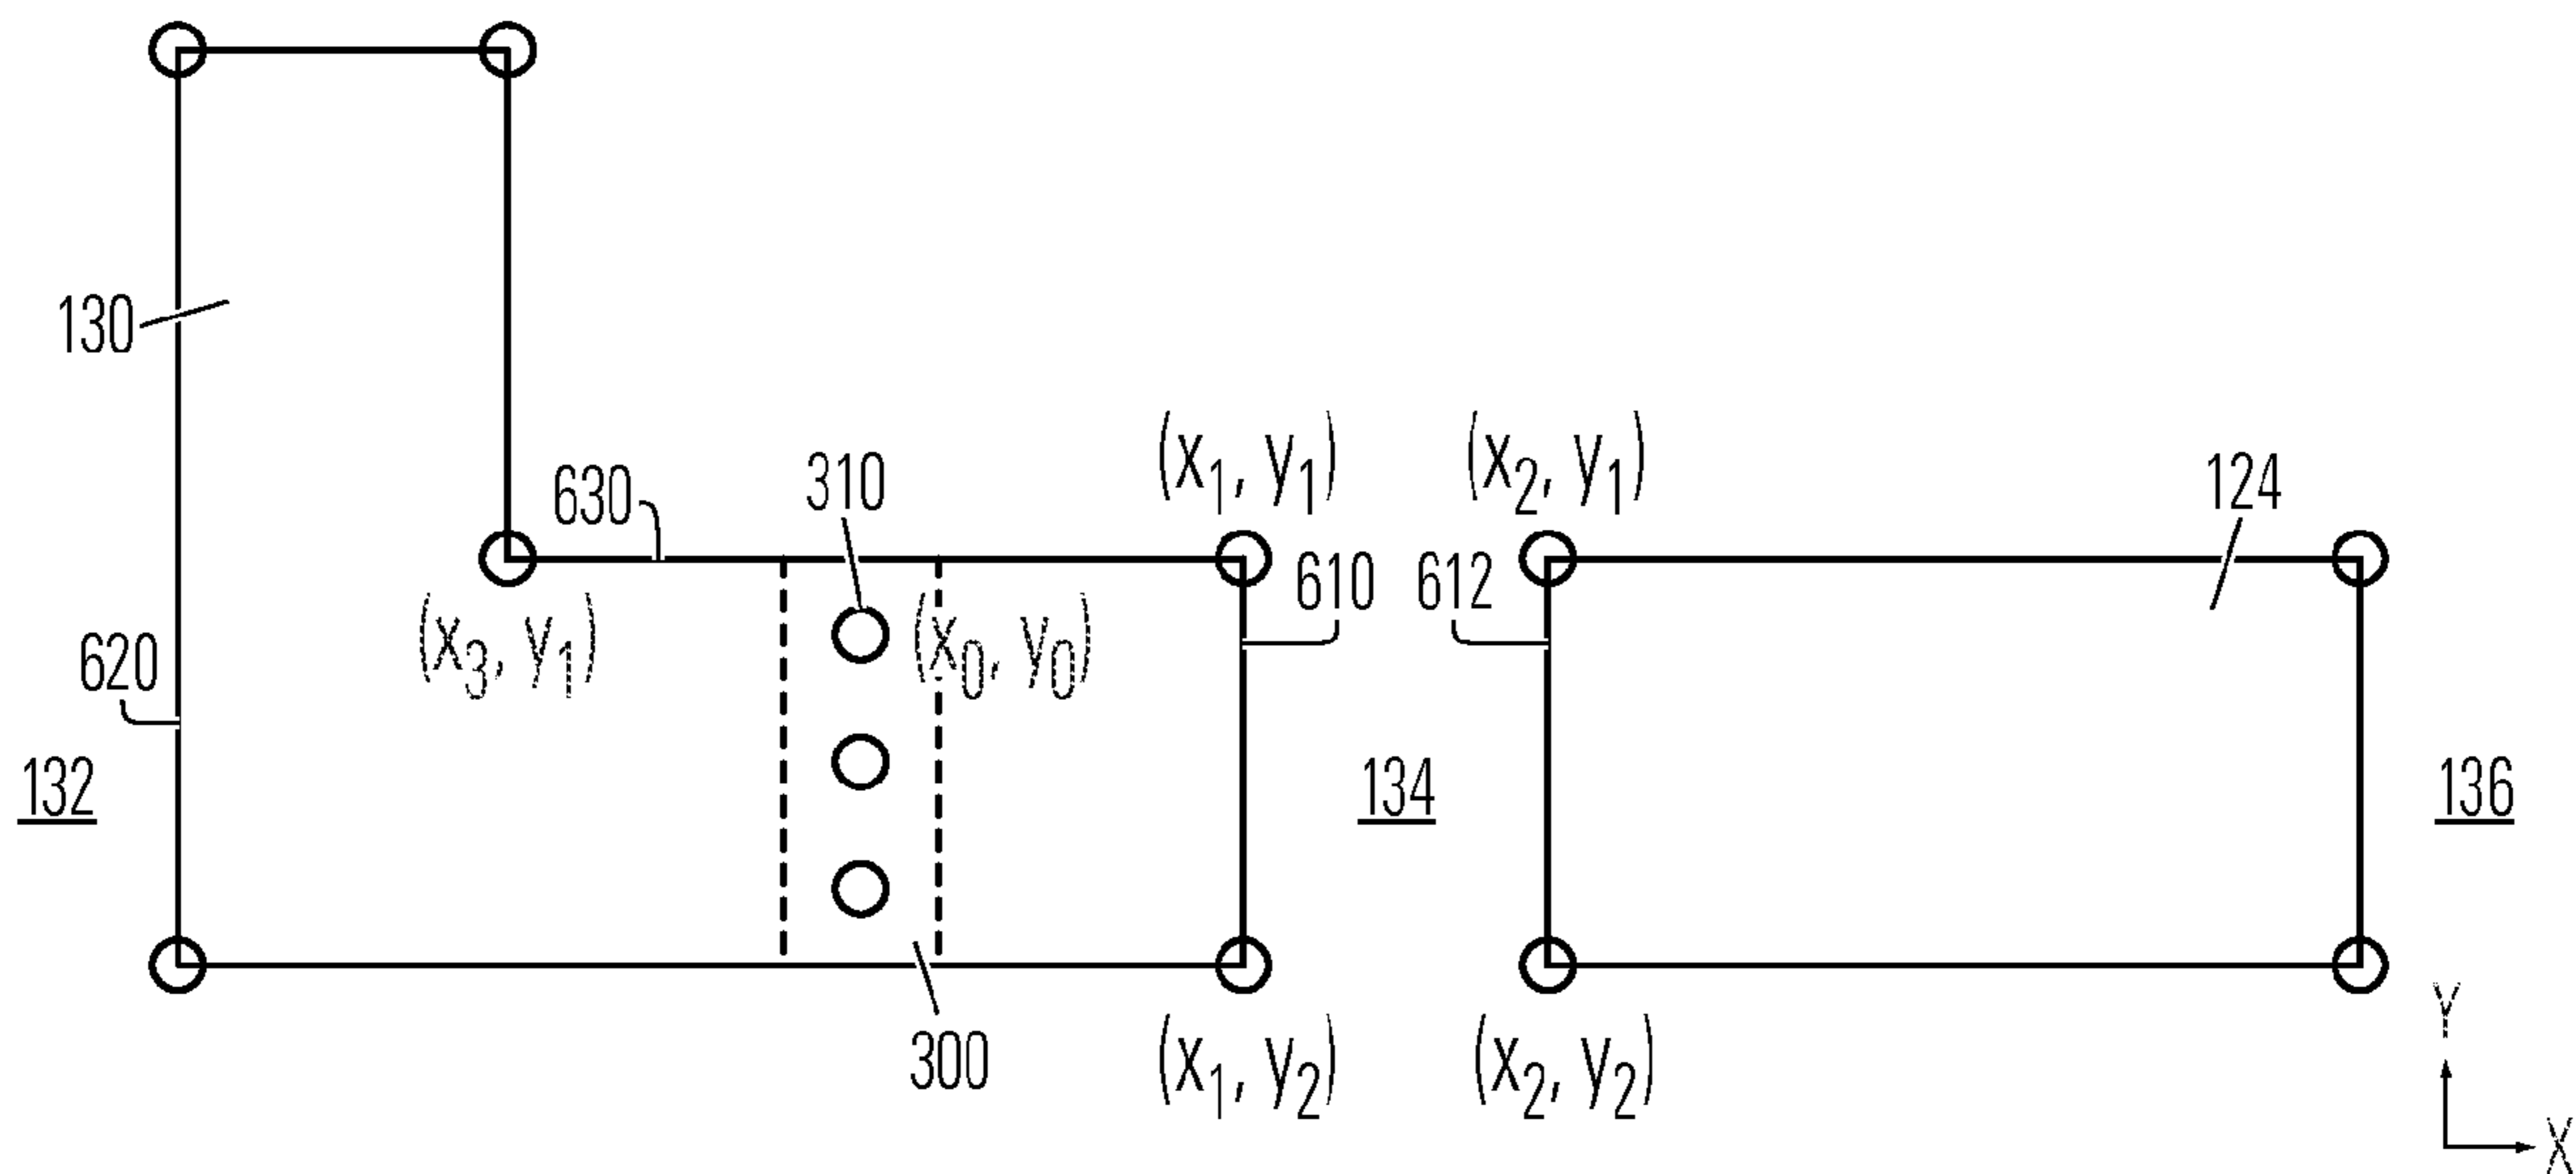 130
(x₁, y₁)
(x₂, y₁)
630
310
124
610
612
(x₃, y₁)
(x₀, y₀)
620
132
134
136
300
(x₁, y₂)
(x₂, y₂)
Y
X